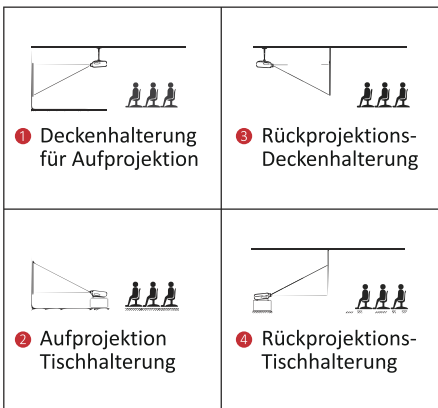 1 Deckenhalterung
für Aufprojektion
3 Rückprojektions-
Deckenhalterung
2 Aufprojektion
Tischhalterung
4 Rückprojektions-
Tischhalterung